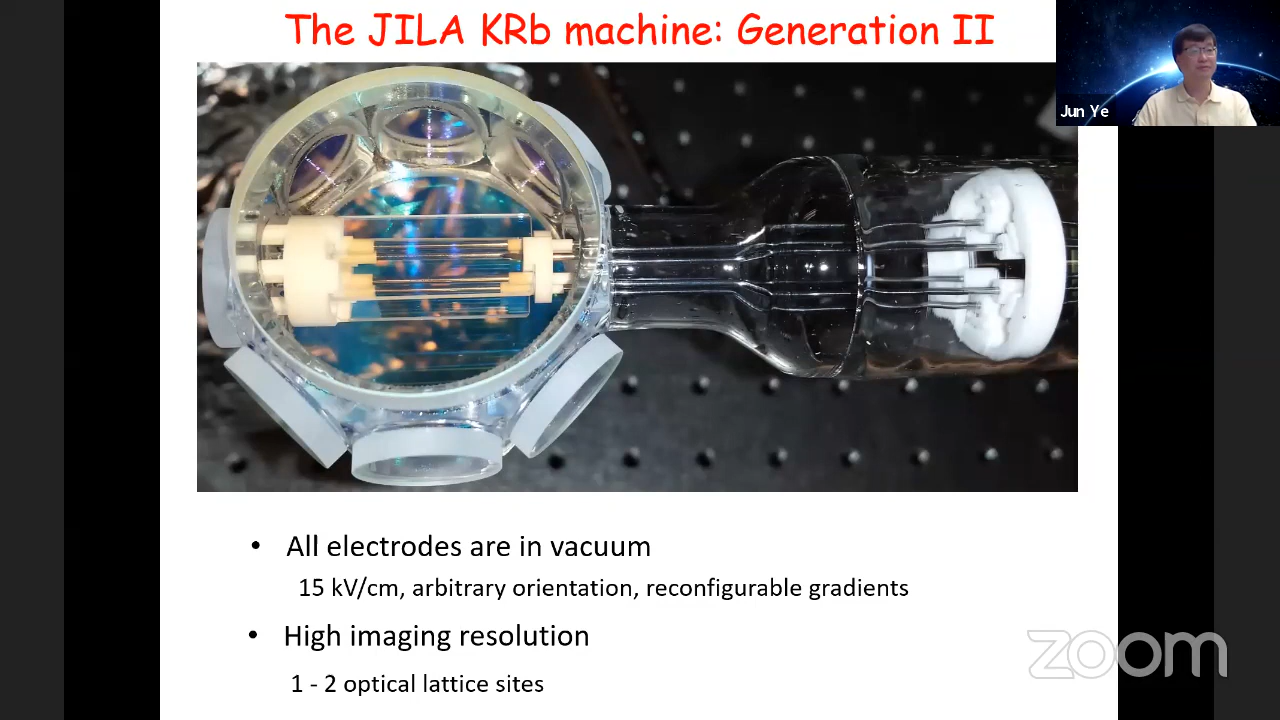 The JILA KRb machine: Generation II
Jun Ye
• All electrodes are in vacuum
15 kV/cm, arbitrary orientation, reconfigurable gradients
• High imaging resolution
1 - 2 optical lattice sites
zoom